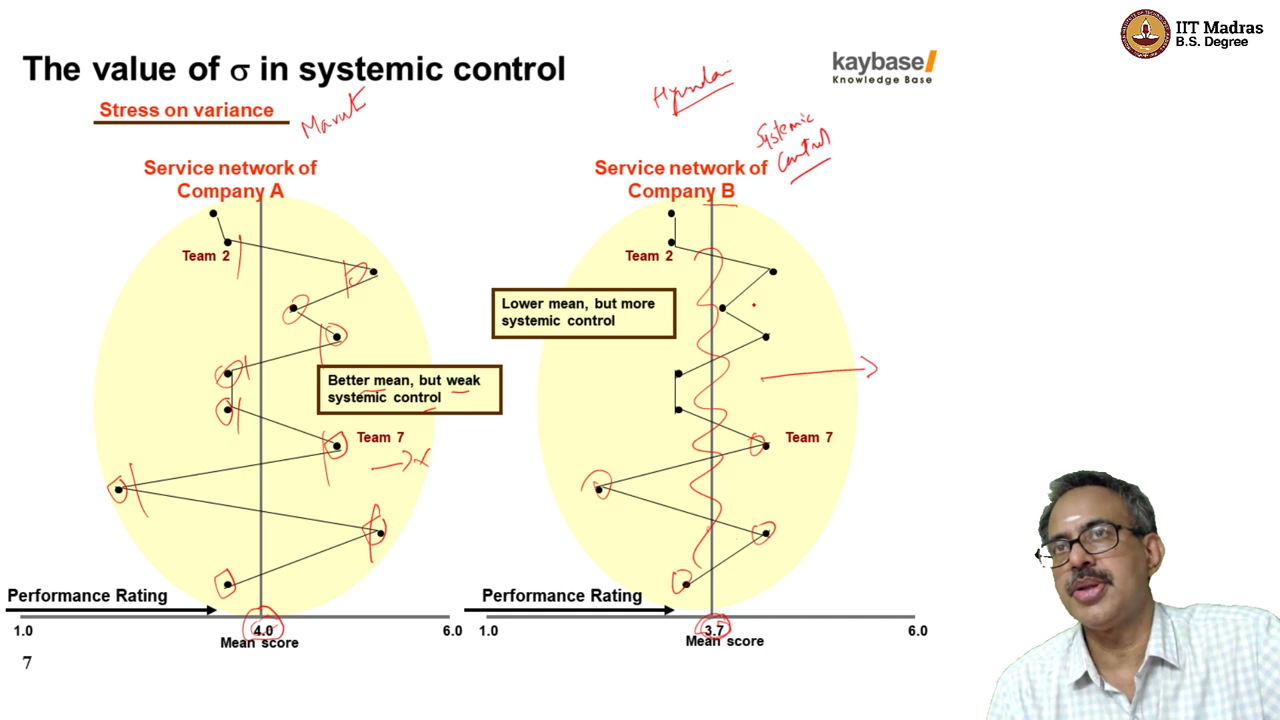 The value of σ in systemic control
kaybase
Knowledge Base
IIT Madras
B.S. Degree
Stress on variance
Marut
Hyundai
Systemic
Control
Service network of
Company A
Service network of
Company B
Team 2
Team 2
Lower mean, but more
systemic control
Better mean, but weak
systemic control
Team 7
Team 7
Performance Rating
Performance Rating
1.0
4.0
6.0
Mean score
1.0
3.7
6.0
Mean score
7